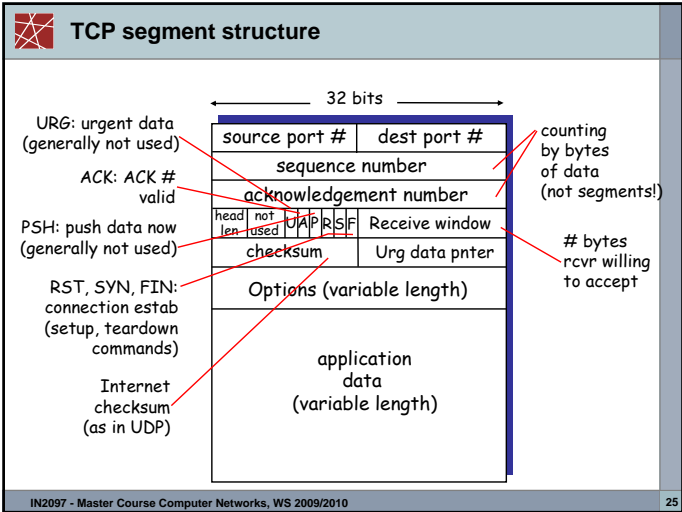 TCP segment structure
32 bits
URG: urgent data
(generally not used)
ACK: ACK #
valid
PSH: push data now
(generally not used)
RST, SYN, FIN:
connection estab
(setup, teardown
commands)
Internet
checksum
(as in UDP)
source port # dest port #
sequence number
acknowledgement number
head
len
not
used
U A P R S F Receive window
checksum Urg data pnter
Options (variable length)
application
data
(variable length)
counting
by bytes
of data
(not segments!)
# bytes
rcvr willing
to accept
IN2097 - Master Course Computer Networks, WS 2009/2010 25